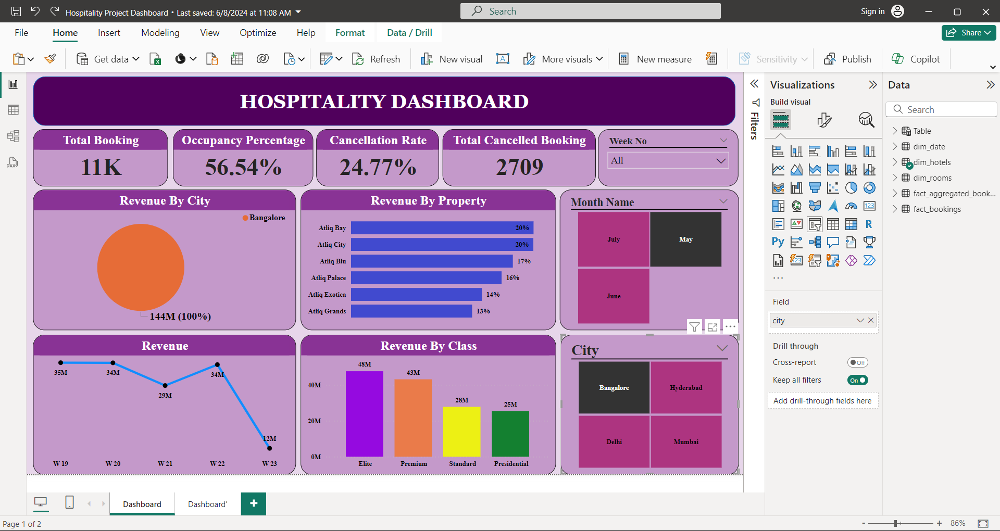 Hospitality Project Dashboard • Last saved: 6/8/2024 at 11:08 AM
Search
Sign in
File Home Insert Modeling View Optimize Help Format Data / Drill
Share
Get data
Refresh
New visual
More visuals
New measure
Sensitivity
Publish
Copilot
HOSPITALITY DASHBOARD
Total Booking
11K
Occupancy Percentage
56.54%
Cancellation Rate
24.77%
Total Cancelled Booking
2709
Week No
All
Revenue By City
Bangalore
144M (100%)
Revenue By Property
Atliq Bay 20%
Atliq City 20%
Atliq Blu 17%
Atliq Palace 16%
Atliq Exotica 14%
Atliq Grands 13%
Month Name
July May
June
Revenue
35M 34M 29M 34M 12M
W 19 W 20 W 21 W 22 W 23
Revenue By Class
48M 43M 28M 25M
40M
20M
0M
Elite Premium Standard Presidential
City
Bangalore Hyderabad
Delhi Mumbai
Filters
Visualizations
Build visual
123
R
Py
123
...
Field
city
Drill through
Cross-report Off
Keep all filters On
Add drill-through fields here
Data
Search
Table
dim_date
dim_hotels
dim_rooms
fact_aggregated_book...
fact_bookings
DAX
Dashboard Dashboard' +
Page 1 of 2
- + 86%